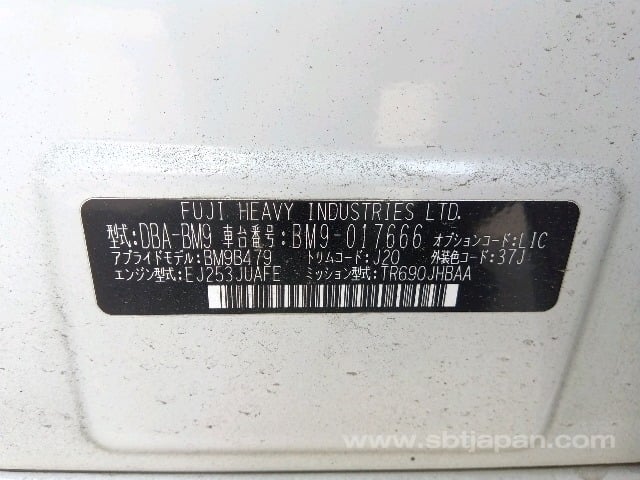 FUJI HEAVY INDUSTRIES LTD.
型式:DBA-BM9 車台番号:BM9-017666 オプションコード:LIC
アプライドモデル:BM9B479 トリムコード:J20 外装色コード:37J
エンジン型式:EJ253JUAFE ミッション型式:TR690JHBAA
www.sbtjapan.com